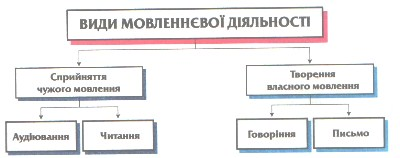 ВИДИ МОВЛЕННЄВОЇ ДІЯЛЬНОСТІ
Сприйняття
чужого мовлення
Творення
власного мовлення
Аудіювання
Читання
Говоріння
Письмо